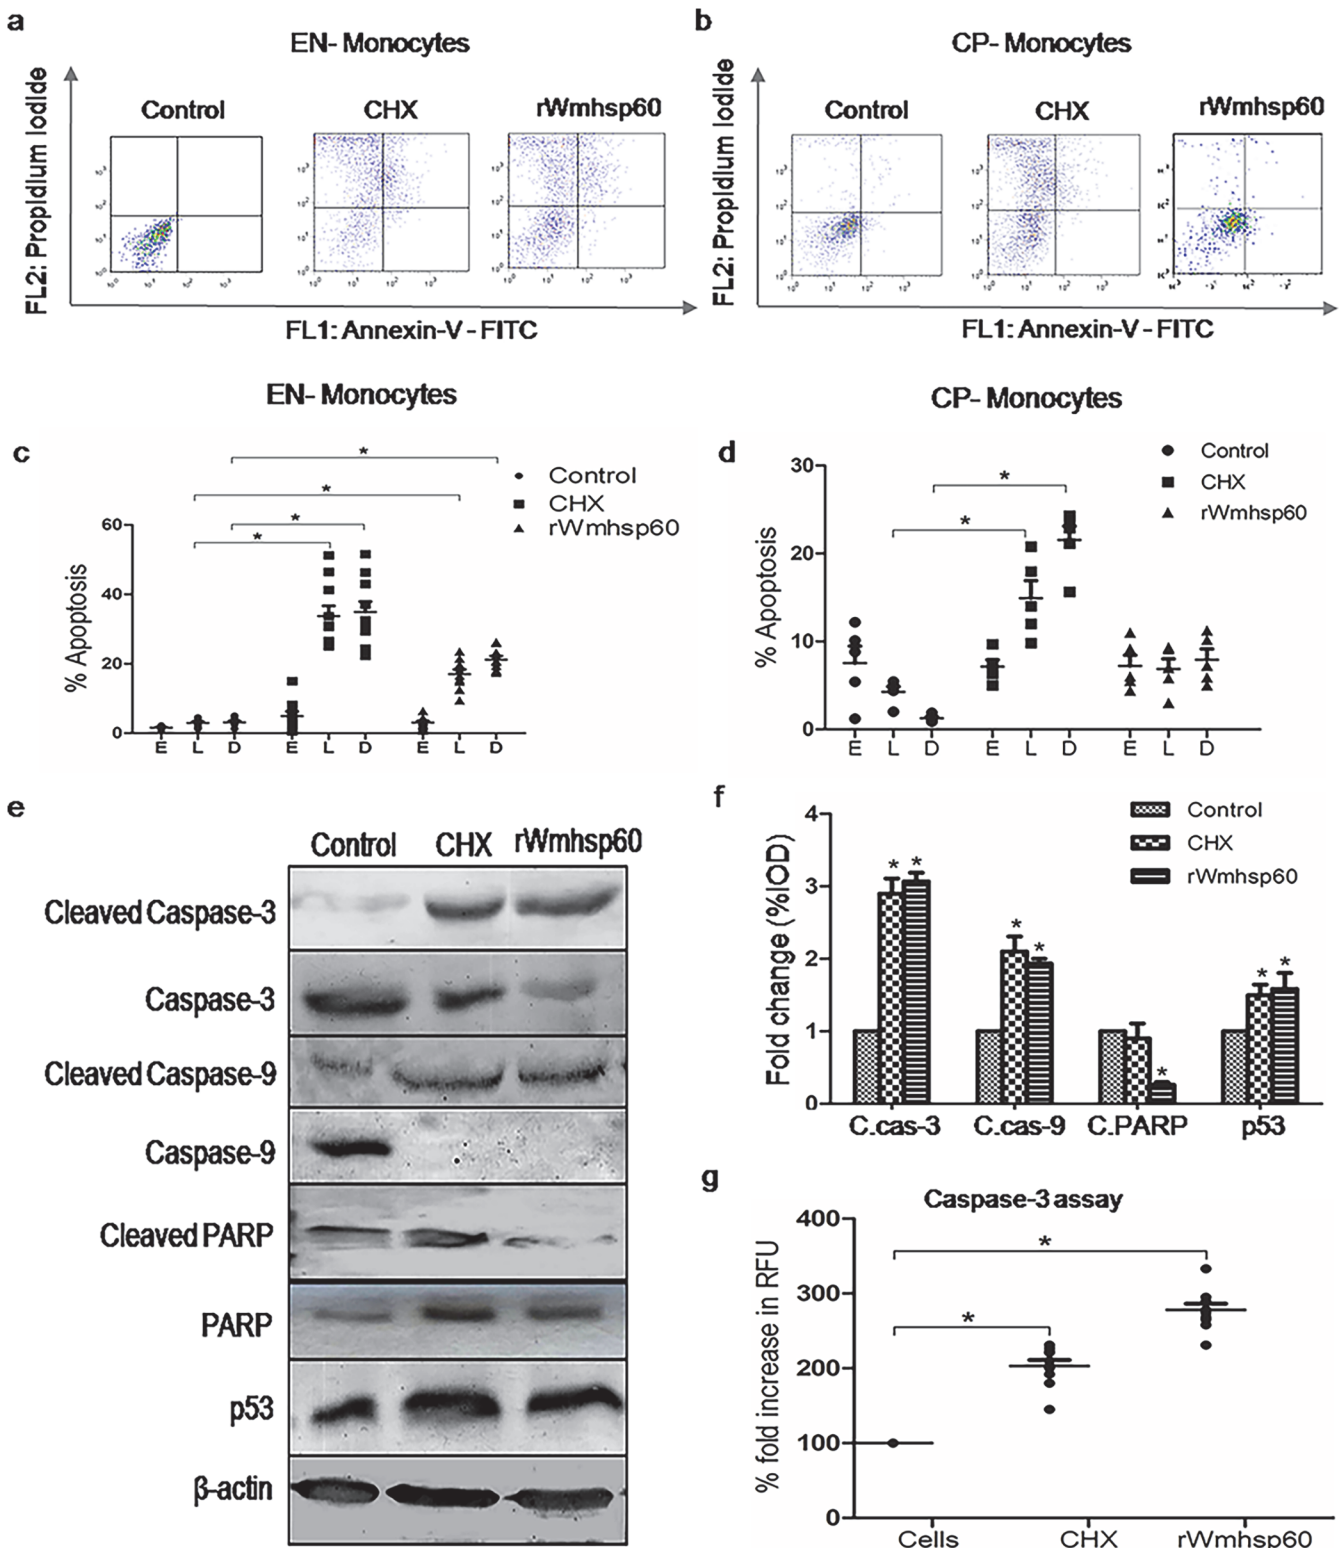 a
EN- Monocytes
FL2: Propidium Iodide
Control
CHX
rWmhsp60
FL1: Annexin-V - FITC
b
CP- Monocytes
FL2: Propidium Iodide
Control
CHX
rWmhsp60
FL1: Annexin-V - FITC
EN- Monocytes
c
* 
*
*
*
Control
CHX
rWmhsp60
% Apoptosis
60
40
20
0
E L D E L D E L D
CP- Monocytes
d
*
*
Control
CHX
rWmhsp60
% Apoptosis
30
20
10
0
E L D E L D E L D
e
Control CHX rWmhsp60
Cleaved Caspase-3
Caspase-3
Cleaved Caspase-9
Caspase-9
Cleaved PARP
PARP
p53
β-actin
f
Control
CHX
rWmhsp60
Fold change (%IOD)
4
3
2
1
0
* * * * * * *
C.cas-3 C.cas-9 C.PARP p53
g
Caspase-3 assay
% fold increase in RFU
400
300
200
100
0
*
*
Cells CHX rWmhsp60